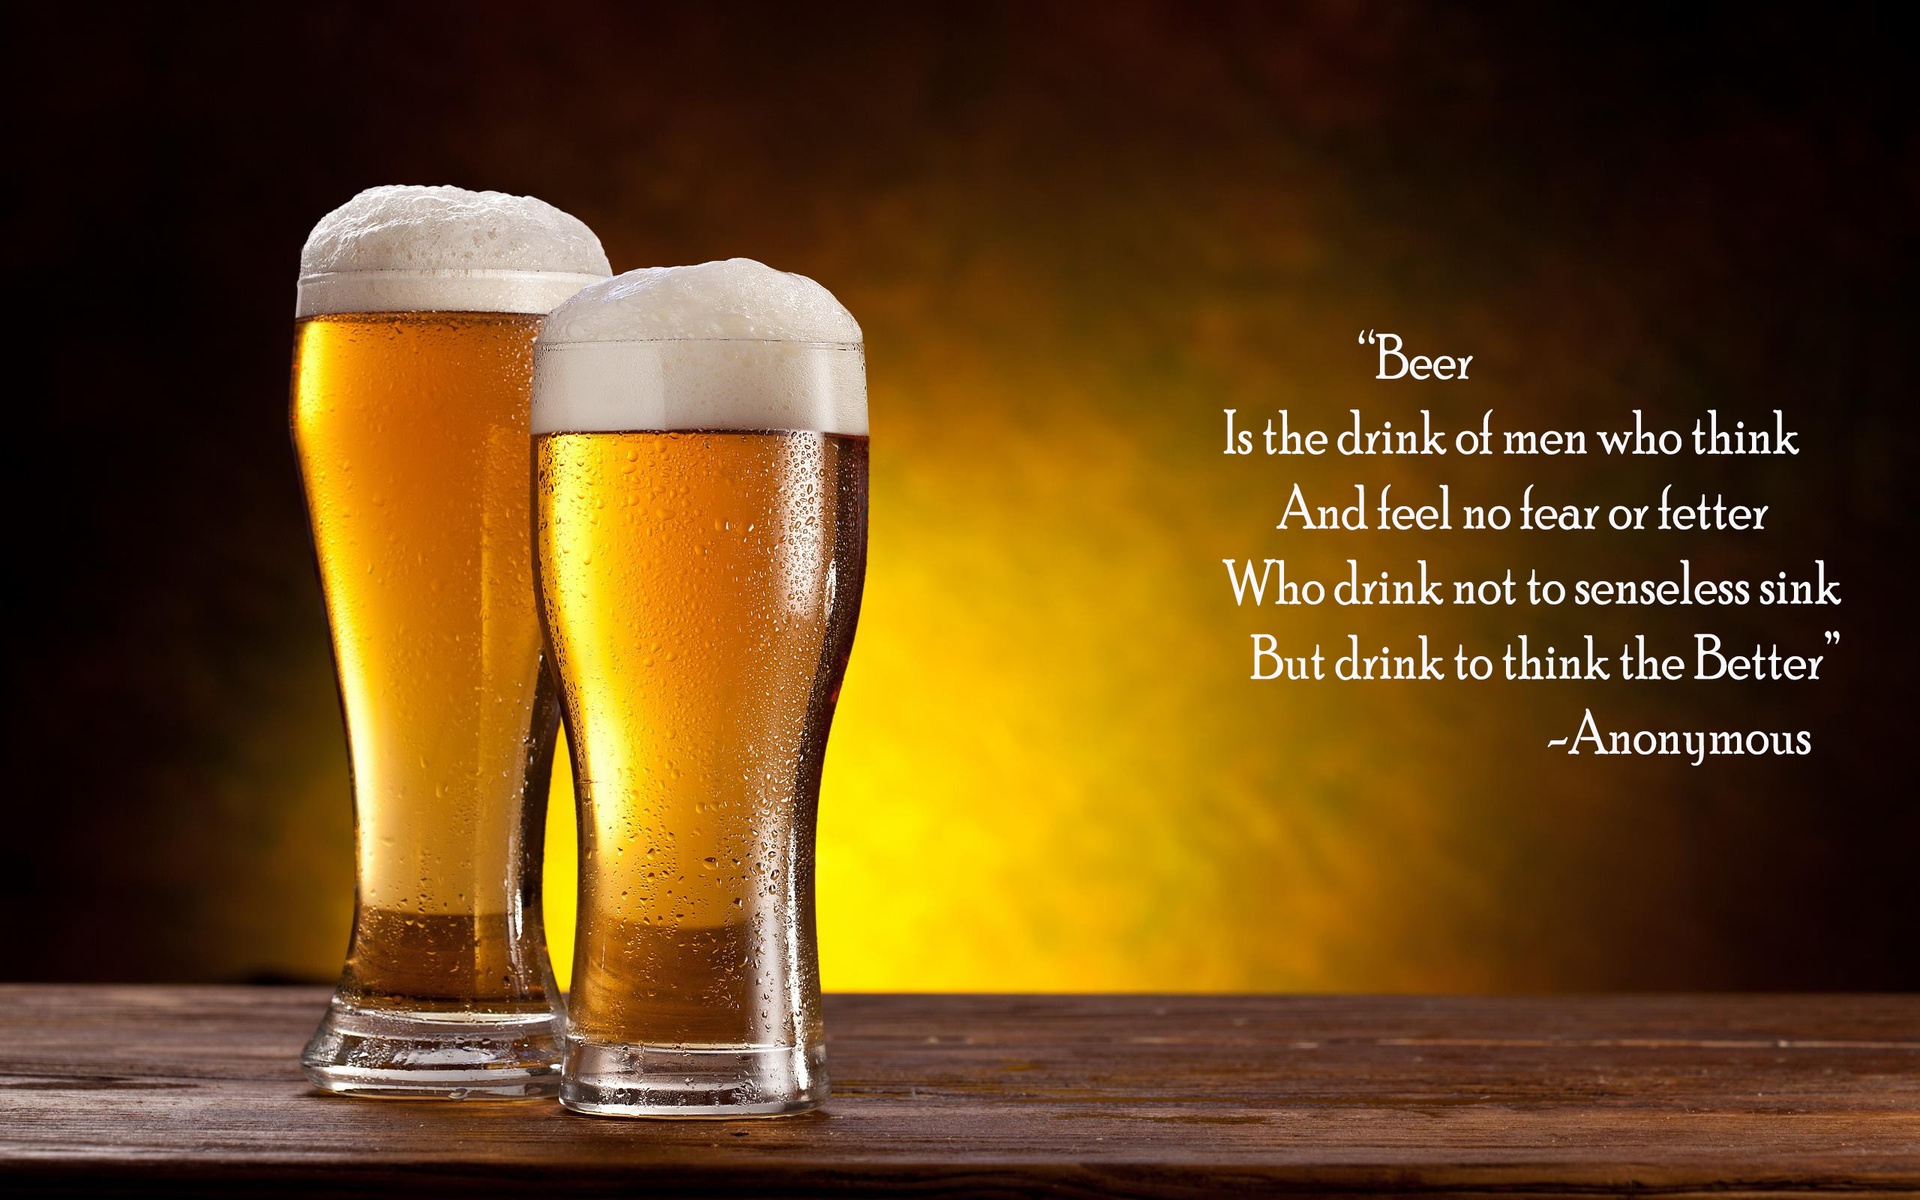 “Beer
Is the drink of men who think
And feel no fear or fetter
Who drink not to senseless sink
But drink to think the Better”
~Anonymous